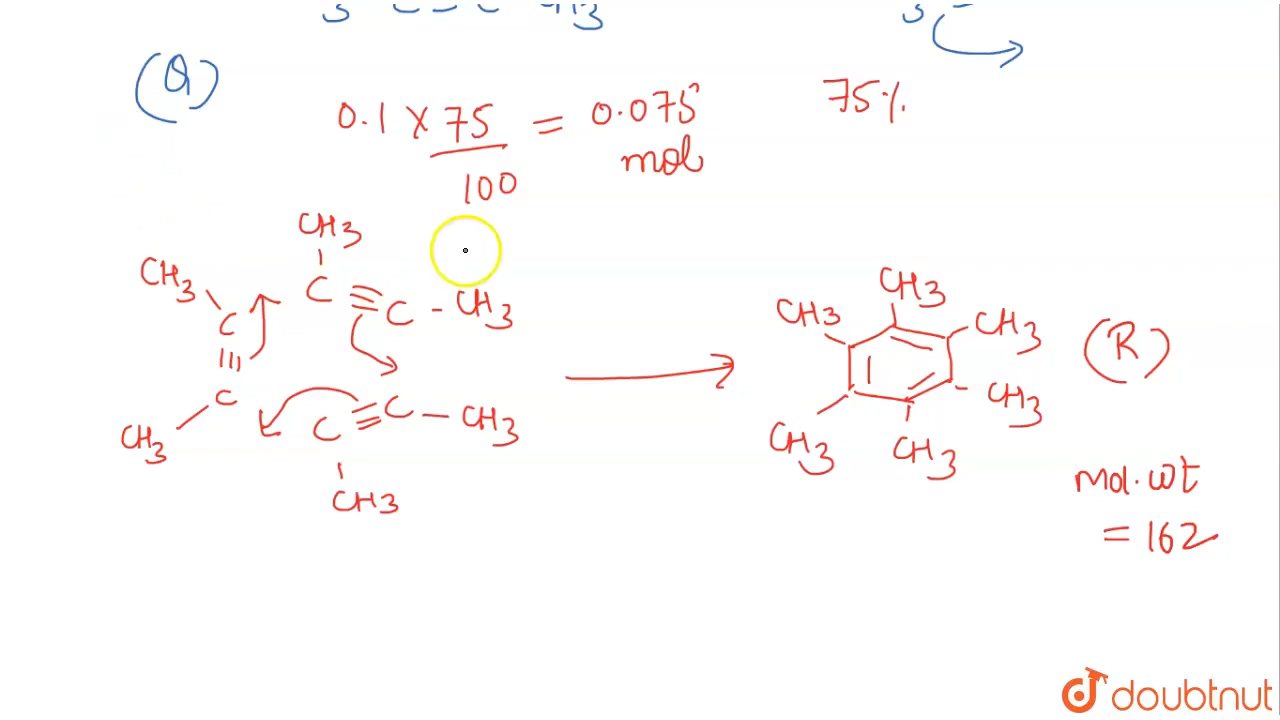 (Q)
0.1 × 75 = 0.075
100
mol
75%
CH3
CH3
C
C ≡ C - CH3
C
C ≡ C - CH3
CH3
CH3
CH3
CH3
CH3
CH3
CH3
CH3
(R)
mol. wt
= 162
doubtnut